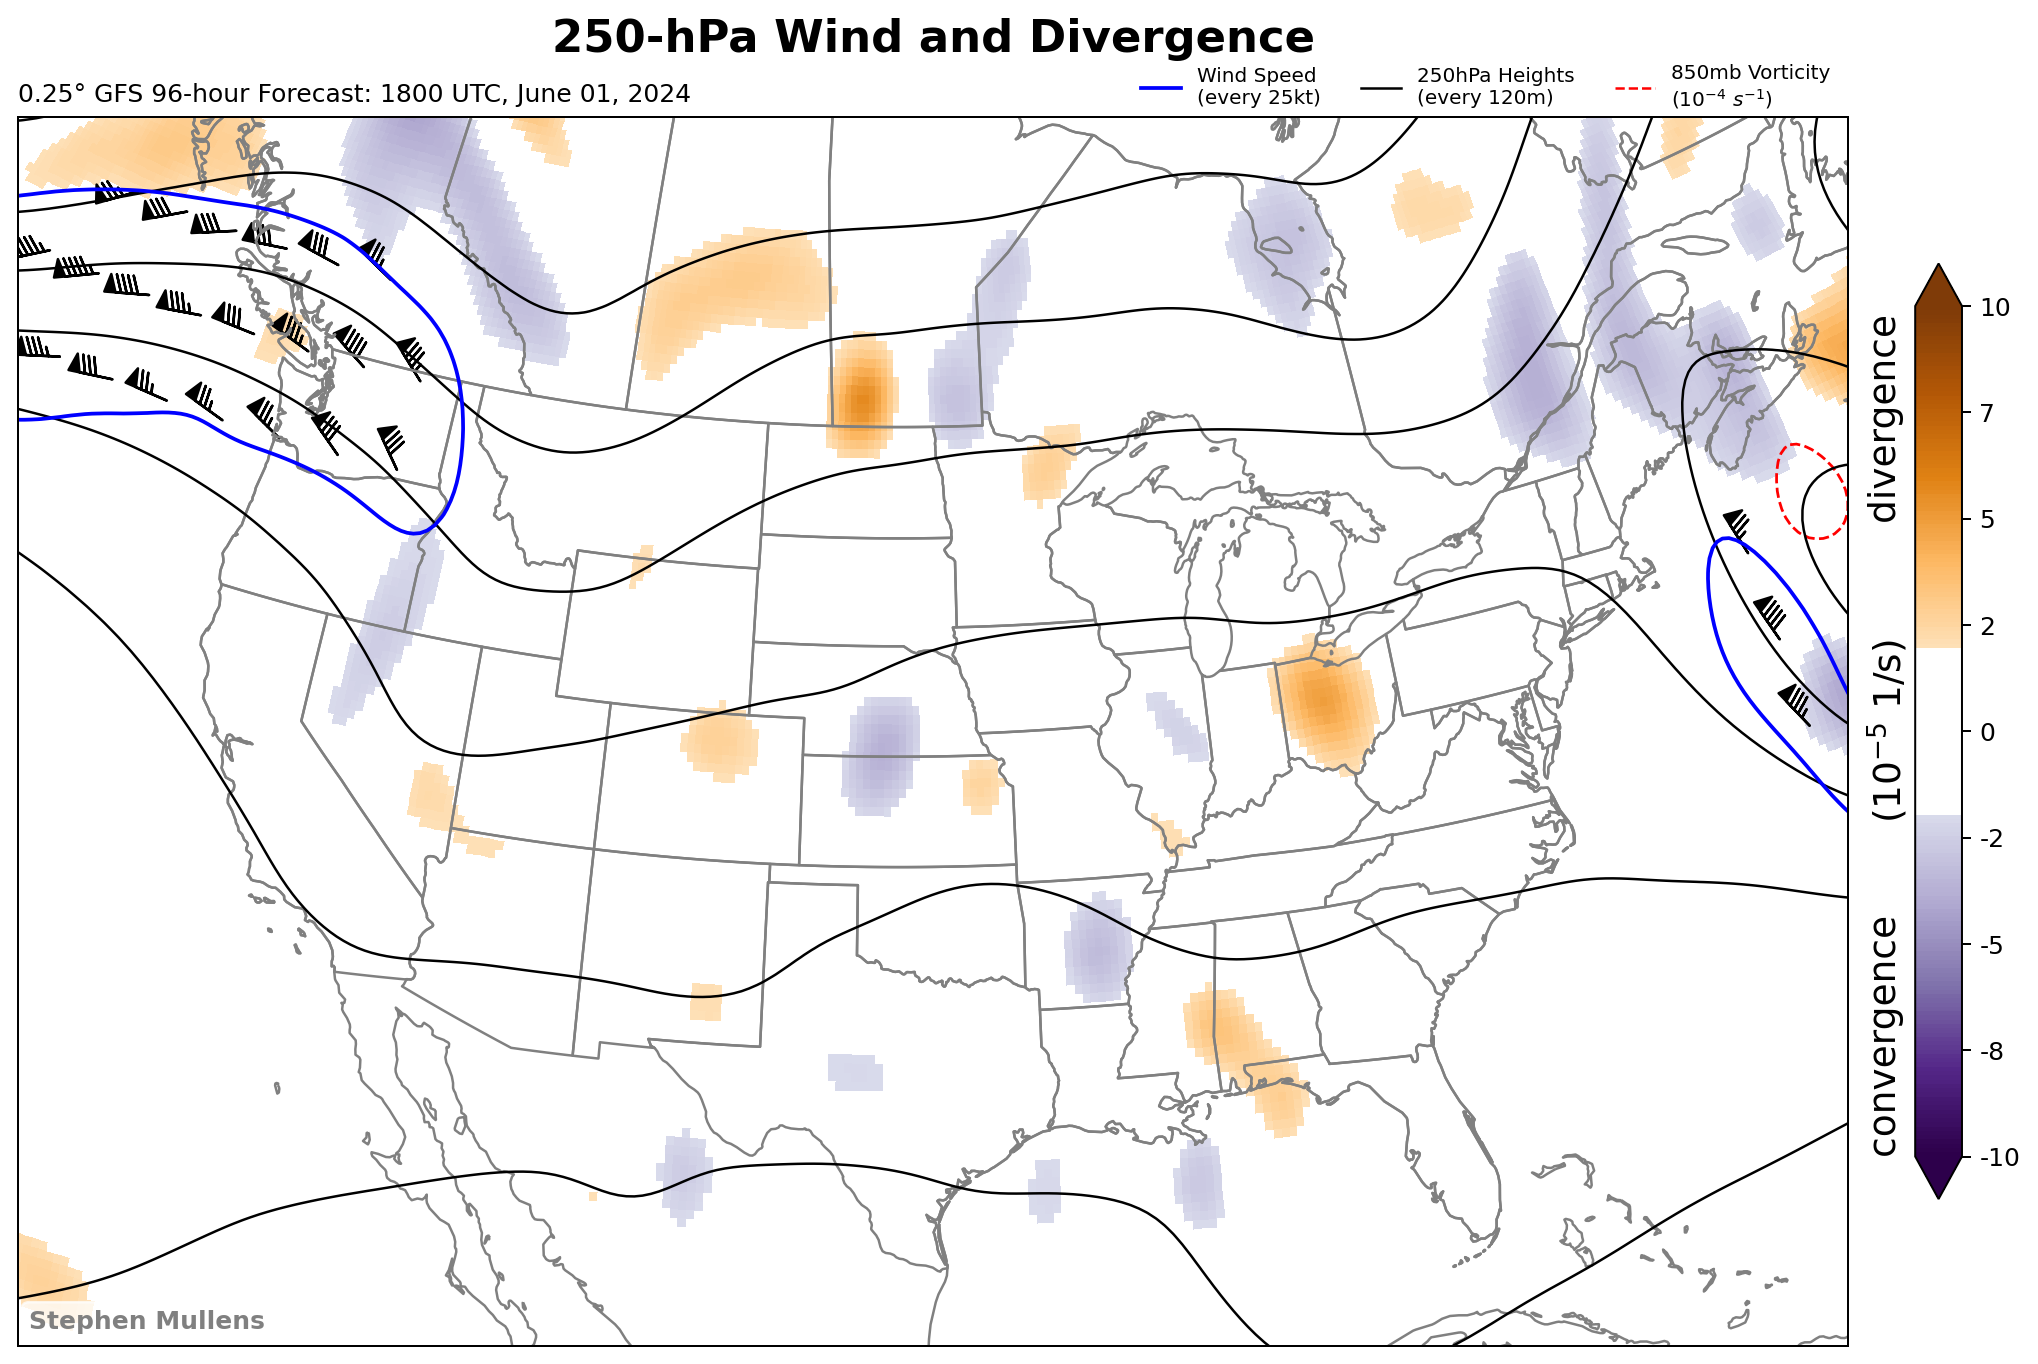 250-hPa Wind and Divergence
0.25° GFS 96-hour Forecast: 1800 UTC, June 01, 2024
Wind Speed
(every 25kt)
250hPa Heights
(every 120m)
850mb Vorticity
(10⁻⁴ s⁻¹)
10
7
5
2
0
-2
-5
-8
-10
convergence (10⁻⁵ 1/s) divergence
Stephen Mullens